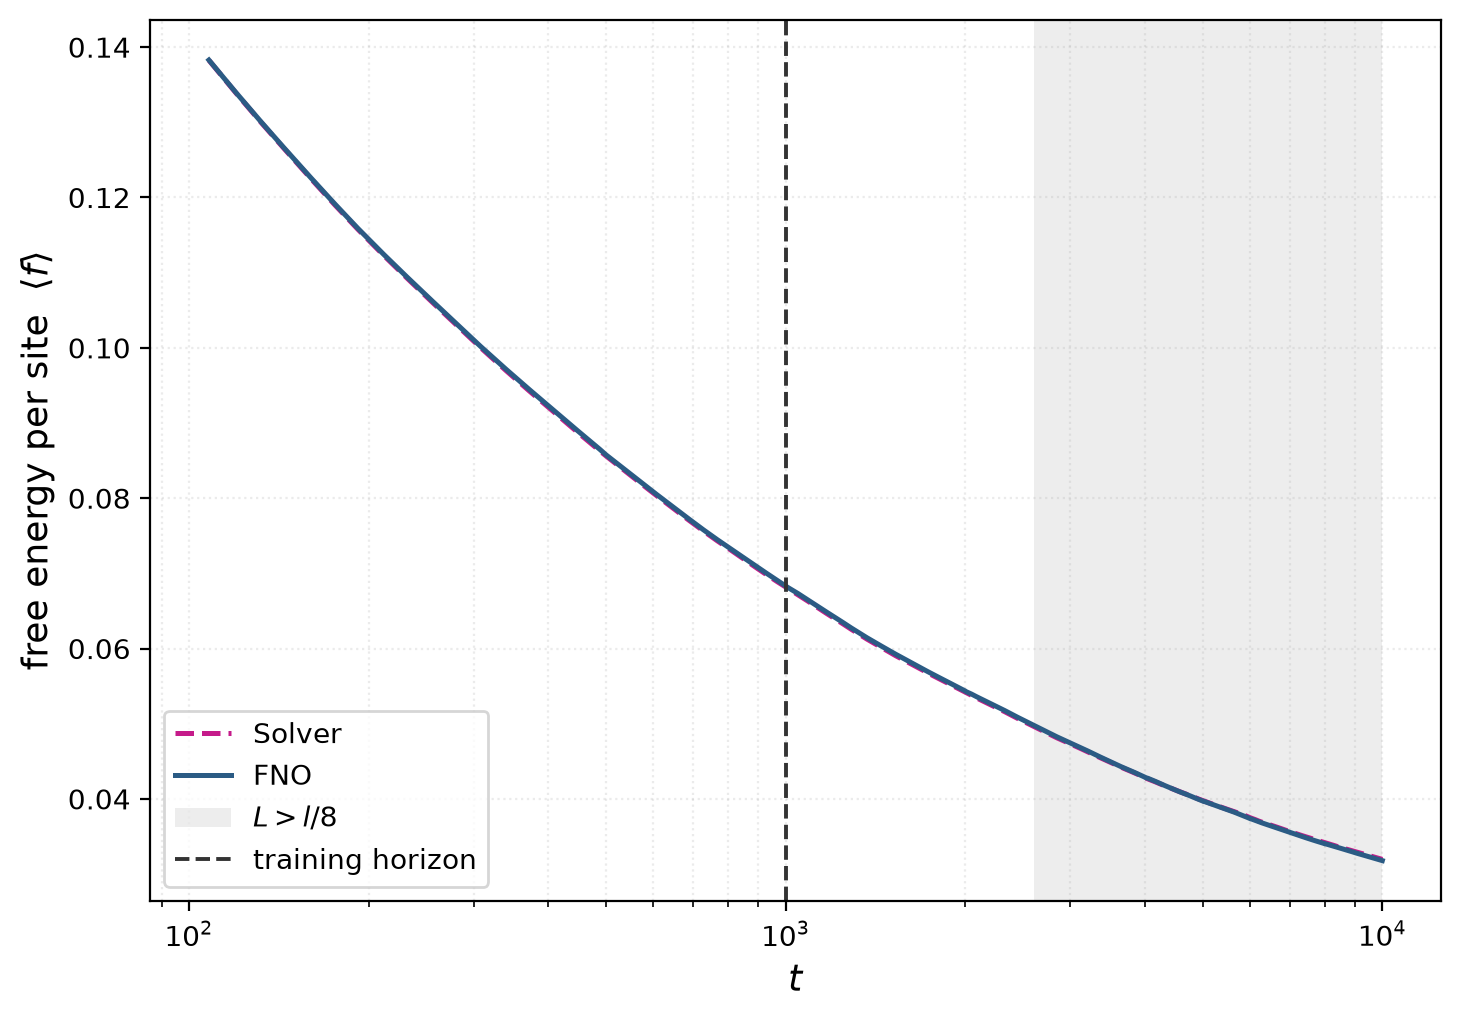 0.14
0.12
0.10
0.08
0.06
0.04
free energy per site ⟨f⟩
Solver
FNO
L > l/8
training horizon
10²
10³
10⁴
t